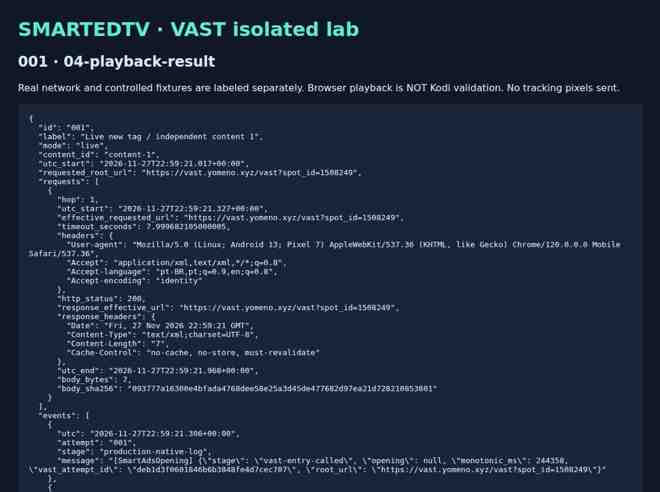 SMARTEDTV · VAST isolated lab
001 · 04-playback-result
Real network and controlled fixtures are labeled separately. Browser playback is NOT Kodi validation. No tracking pixels sent.
{
"id": "001",
"label": "Live new tag / independent content 1",
"mode": "live",
"content_id": "content-1",
"utc_start": "2026-11-27T22:59:21.017+00:00",
"requested_root_url": "https://vast.yomeno.xyz/vast?spot_id=1508249",
"requests": [
{
"hop": 1,
"utc_start": "2026-11-27T22:59:21.327+00:00",
"effective_requested_url": "https://vast.yomeno.xyz/vast?spot_id=1508249",
"timeout_seconds": 7.999682105000005,
"headers": {
"User-agent": "Mozilla/5.0 (Linux; Android 13; Pixel 7) AppleWebKit/537.36 (KHTML, like Gecko) Chrome/120.0.0.0 Mobile
Safari/537.36",
"Accept": "application/xml,text/xml,*/*;q=0.8",
"Accept-language": "pt-BR,pt;q=0.9,en;q=0.8",
"Accept-encoding": "identity"
},
"http_status": 200,
"response_effective_url": "https://vast.yomeno.xyz/vast?spot_id=1508249",
"response_headers": {
"Date": "Fri, 27 Nov 2026 22:59:21 GMT",
"Content-Type": "text/xml;charset=UTF-8",
"Content-Length": "7",
"Cache-Control": "no-cache, no-store, must-revalidate"
},
"utc_end": "2026-11-27T22:59:21.968+00:00",
"body_bytes": 7,
"body_sha256": "093777a16300e4bfada4768dee58e25a3d45de477682d97ea21d728210853601"
}
],
"events": [
{
"utc": "2026-11-27T22:59:21.306+00:00",
"attempt": "001",
"stage": "production-native-log",
"message": "[SmartAdsOpening] {\"stage\": \"vast-entry-called\", \"opening\": null, \"monotonic_ms\": 244358,
\"vast_attempt_id\": \"deb1d3f0601846b6b3848fe4d7cec707\", \"root_url\": \"https://vast.yomeno.xyz/vast?spot_id=1508249\"}"
},
{